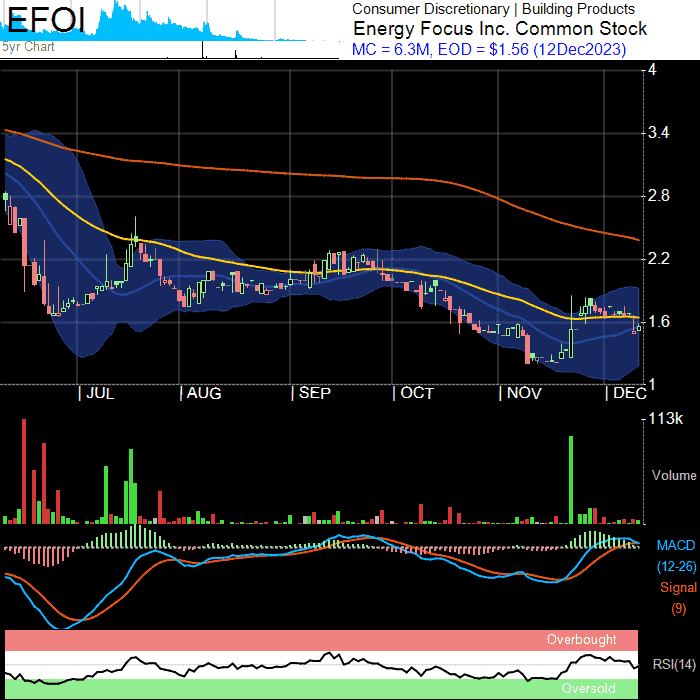 EFOI
Consumer Discretionary | Building Products
Energy Focus Inc. Common Stock
5yr Chart
MC = 6.3M, EOD = $1.56 (12Dec2023)
4
3.4
2.8
2.2
1.6
1
JUL AUG SEP OCT NOV DEC
113k
Volume
MACD
(12-26)
Signal
(9)
Overbought
RSI(14)
Oversold